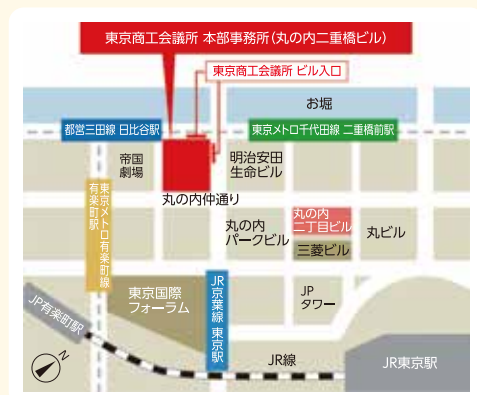 東京商工会議所 本部事務所(丸の内二重橋ビル)
東京商工会議所 ビル入口
お堀
都営三田線 日比谷駅
東京メトロ千代田線 二重橋前駅
帝国
劇場
明治安田
生命ビル
丸の内仲通り
東京メトロ有楽町線
有楽町駅
丸の内
パークビル
丸の内
二丁目ビル
三菱ビル
丸ビル
東京国際
フォーラム
JR京葉線 東京駅
JP
タワー
JP有楽町駅
JR線
JR東京駅
N